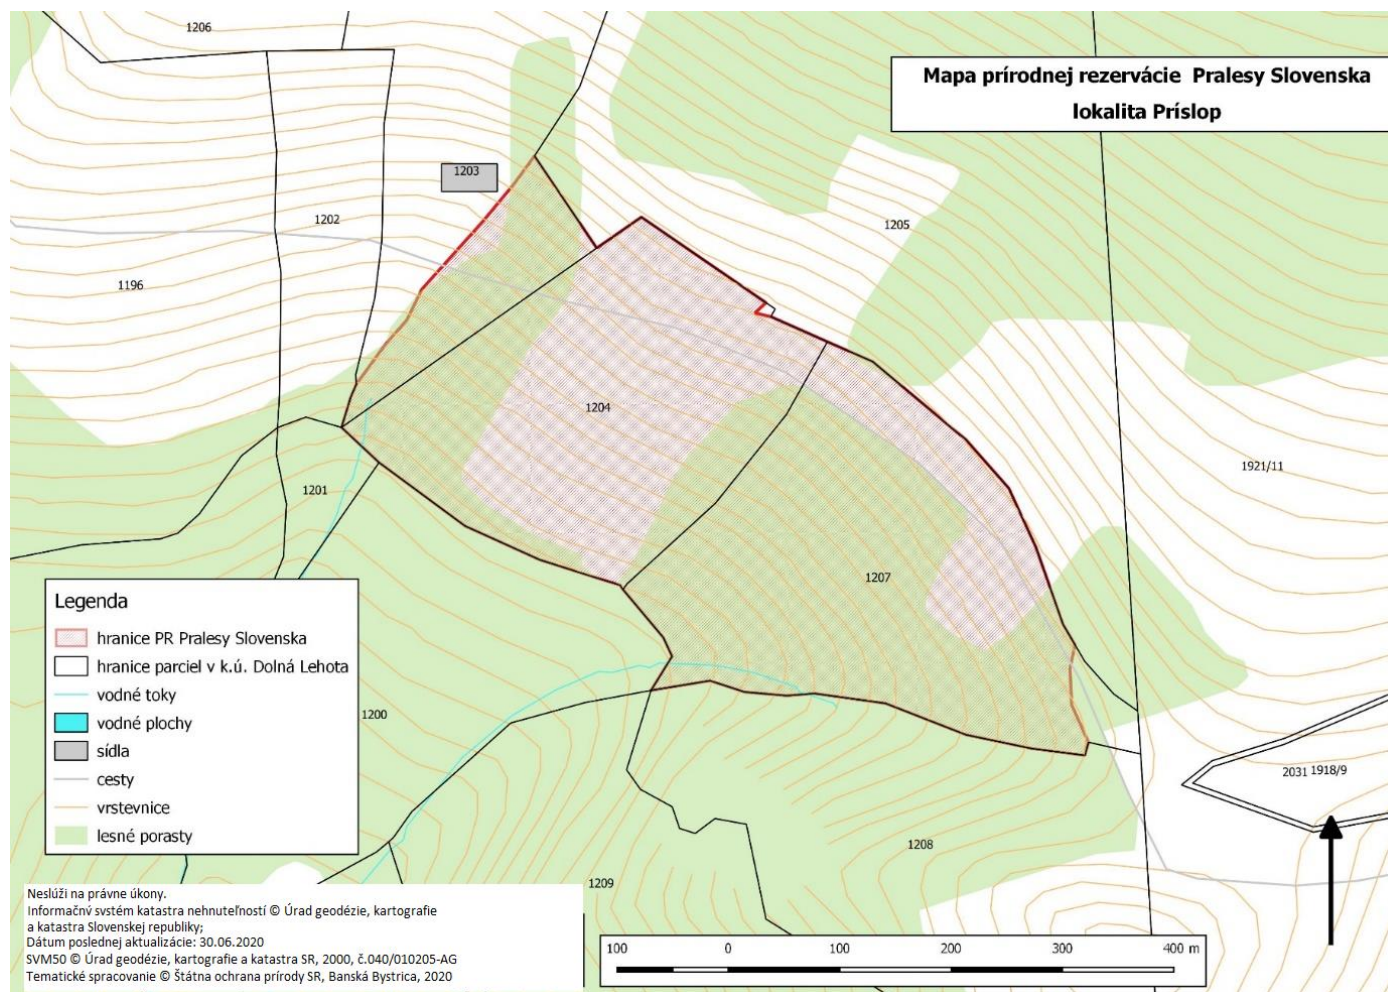 1206
Mapa prírodnej rezervácie Pralesy Slovenska
lokalita Príslop
1203
1202
1205
1196
1204
1921/11
1201
1207
Legenda
hranice PR Pralesy Slovenska
hranice parciel v k.ú. Dolná Lehota
vodné toky
vodné plochy
sídla
cesty
vrstevnice
lesné porasty
1200
2031 1918/9
1208
1209
Neslúži na právne úkony.
Informačný svstém katastra nehnuteľností © Úrad geodézie, kartografie
a katastra Slovenskej republiky;
Dátum poslednej aktualizácie: 30.06.2020
SVM50 © Úrad geodézie, kartografie a katastra SR, 2000, č.040/010205-AG
Tematické spracovanie © Štátna ochrana prírody SR, Banská Bystrica, 2020
100 0 100 200 300 400 m